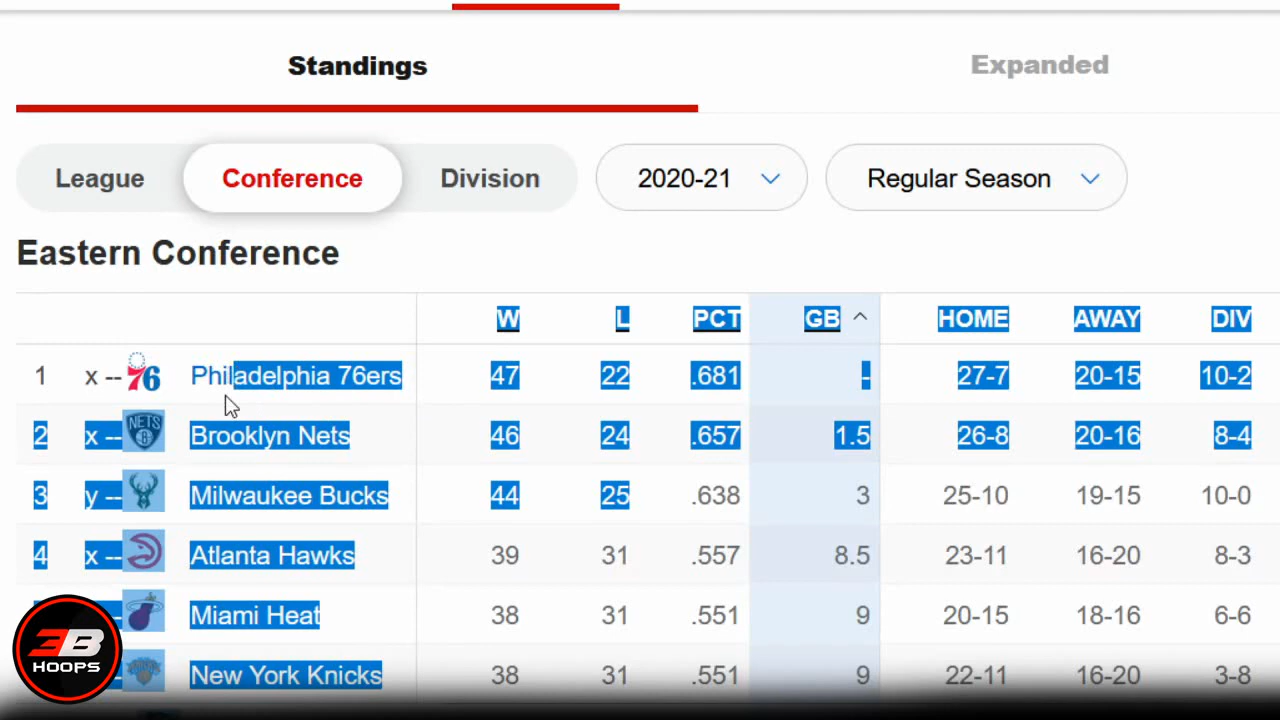 Standings Expanded
League Conference Division 2020-21 Regular Season
Eastern Conference
W L PCT GB HOME AWAY DIV
1 x -- 76 Philadelphia 76ers 47 22 .681 - 27-7 20-15 10-2
2 x -- NETS B Brooklyn Nets 46 24 .657 1.5 26-8 20-16 8-4
3 y -- Milwaukee Bucks 44 25 .638 3 25-10 19-15 10-0
4 x -- Atlanta Hawks 39 31 .557 8.5 23-11 16-20 8-3
Miami Heat 38 31 .551 9 20-15 18-16 6-6
New York Knicks 38 31 .551 9 22-11 16-20 3-8
3B
HOOPS